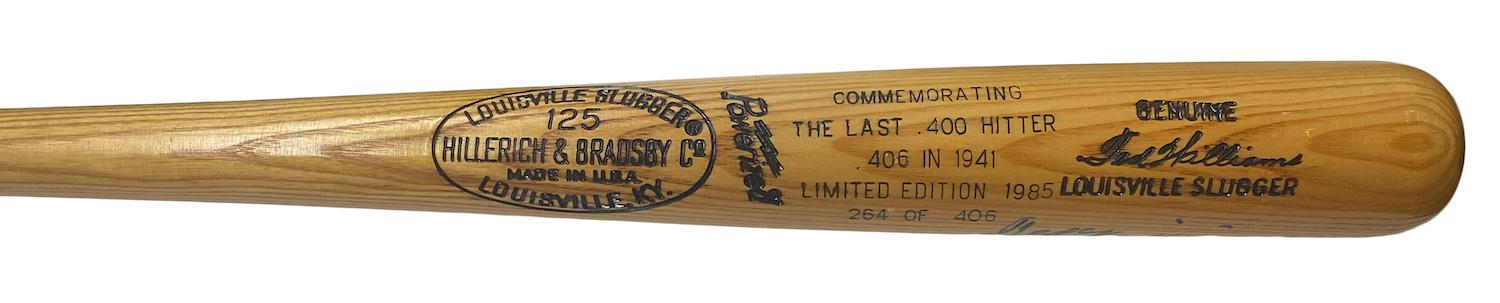 LOUISVILLE SLUGGER®
125
HILLERICH & BRADSBY Cº
MADE IN U.S.A.
LOUISVILLE, KY.
Powerized
COMMEMORATING
THE LAST .400 HITTER
.406 IN 1941
LIMITED EDITION 1985
264 OF 406
GENUINE
Ted Williams
LOUISVILLE SLUGGER